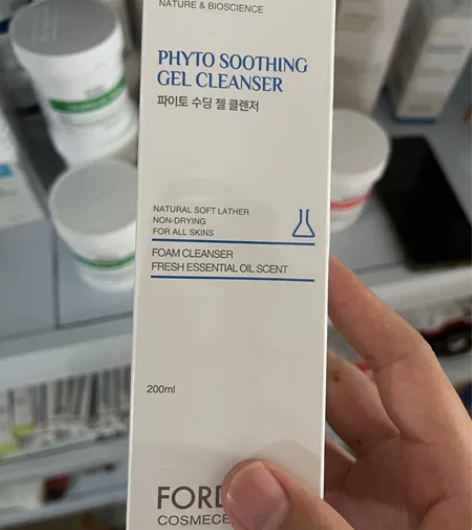 NATURE & BIOSCIENCE
PHYTO SOOTHING
GEL CLEANSER
파이토 수딩 젤 클렌저
NATURAL SOFT LATHER
NON-DRYING
FOR ALL SKINS
FOAM CLEANSER
FRESH ESSENTIAL OIL SCENT
200ml